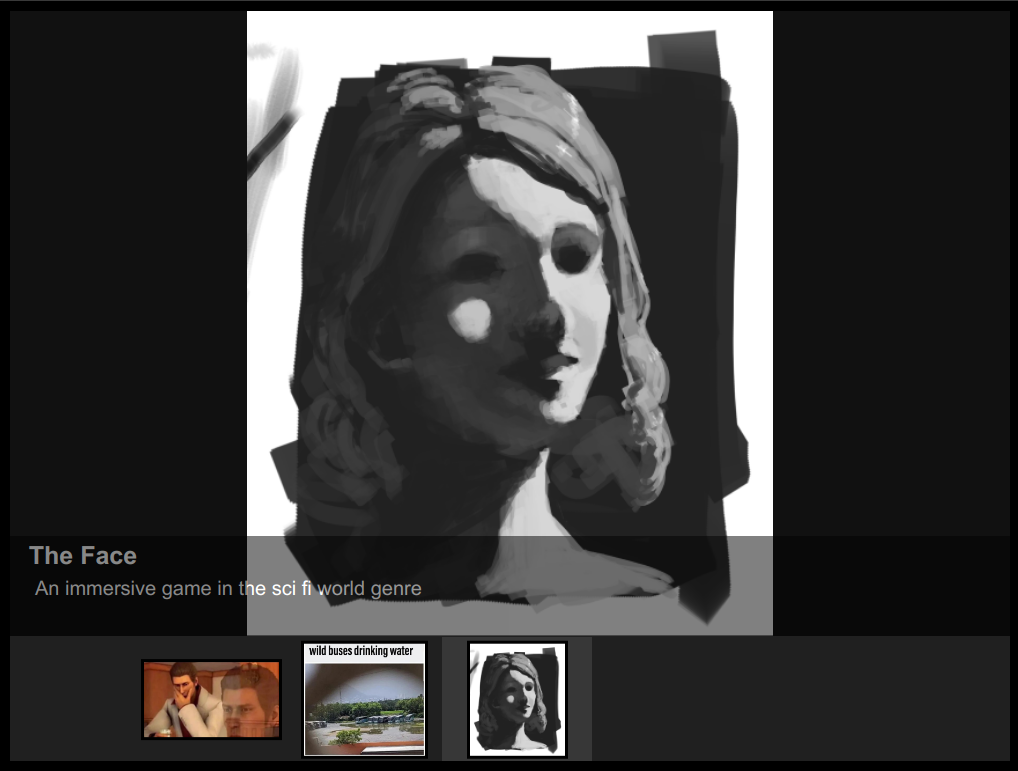 The Face
An immersive game in the sci fi world genre
wild buses drinking water